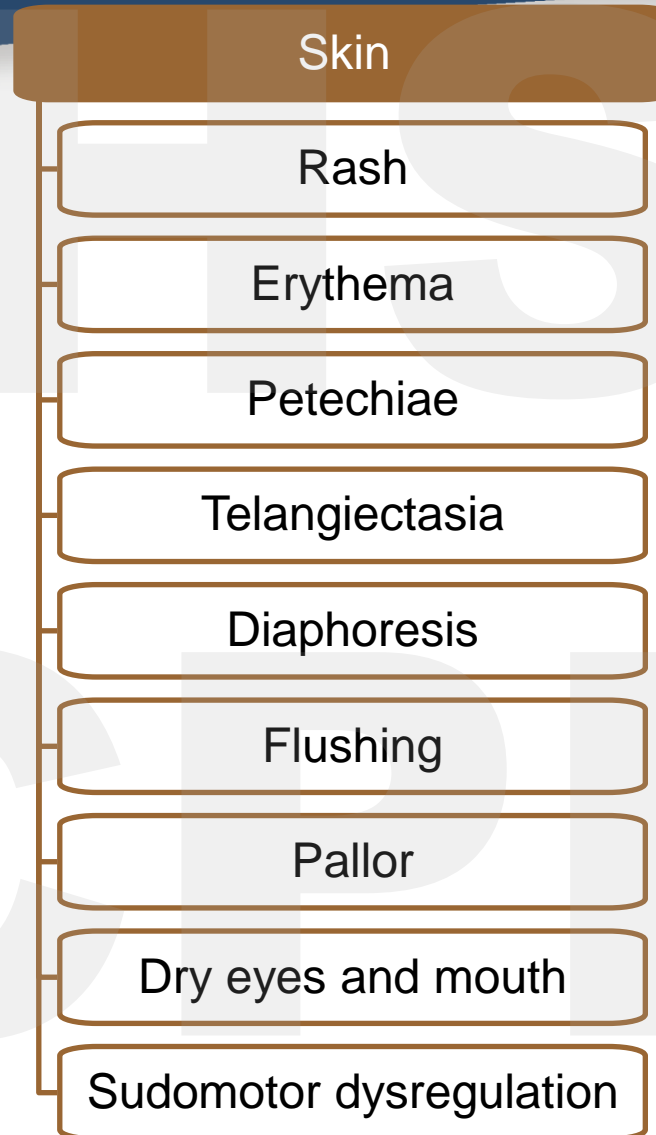 Skin
Rash
Erythema
Petechiae
Telangiectasia
Diaphoresis
Flushing
Pallor
Dry eyes and mouth
Sudomotor dysregulation